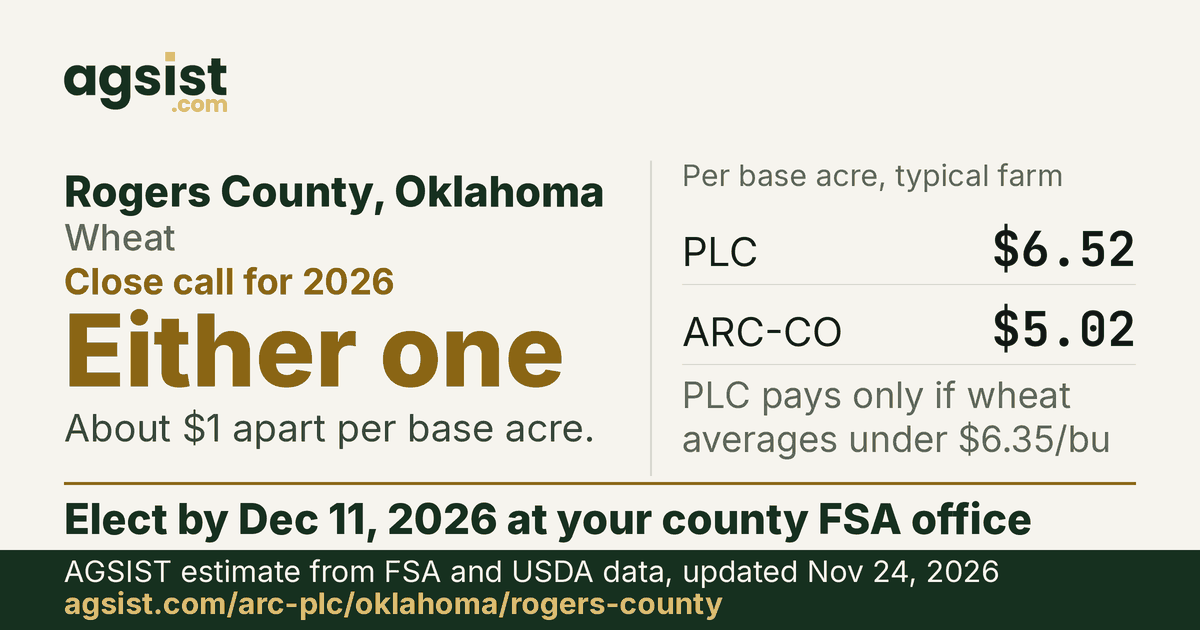 agsist
.com
Rogers County, Oklahoma
Wheat
Close call for 2026
Either one
About $1 apart per base acre.
Per base acre, typical farm
PLC $6.52
ARC-CO $5.02
PLC pays only if wheat
averages under $6.35/bu
Elect by Dec 11, 2026 at your county FSA office
AGSIST estimate from FSA and USDA data, updated Nov 24, 2026
agsist.com/arc-plc/oklahoma/rogers-county